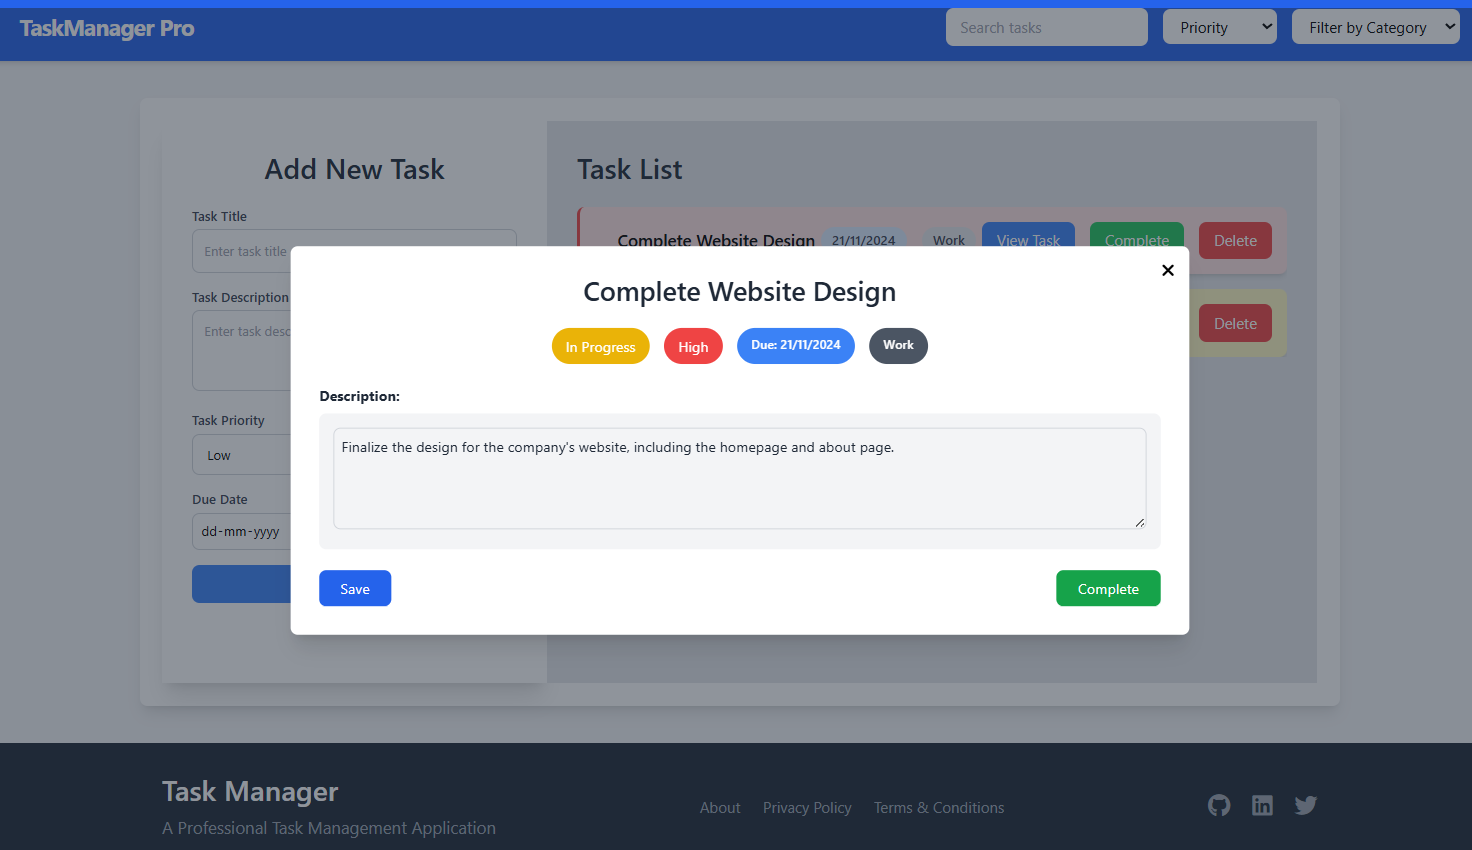 TaskManager Pro
Search tasks
Priority
Filter by Category
Add New Task
Task Title
Enter task title
Task Description
Enter task desc
Task Priority
Low
Due Date
dd-mm-yyyy
Task List
Complete Website Design 21/11/2024 Work View Task Complete Delete
Delete
Complete Website Design
In Progress High Due: 21/11/2024 Work
Description:
Finalize the design for the company's website, including the homepage and about page.
Save
Complete
Task Manager
A Professional Task Management Application
About Privacy Policy Terms & Conditions